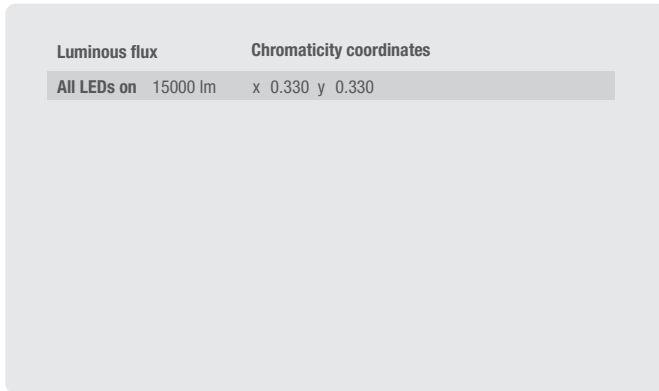 Luminous flux Chromaticity coordinates
All LEDs on 15000 lm x 0.330 y 0.330